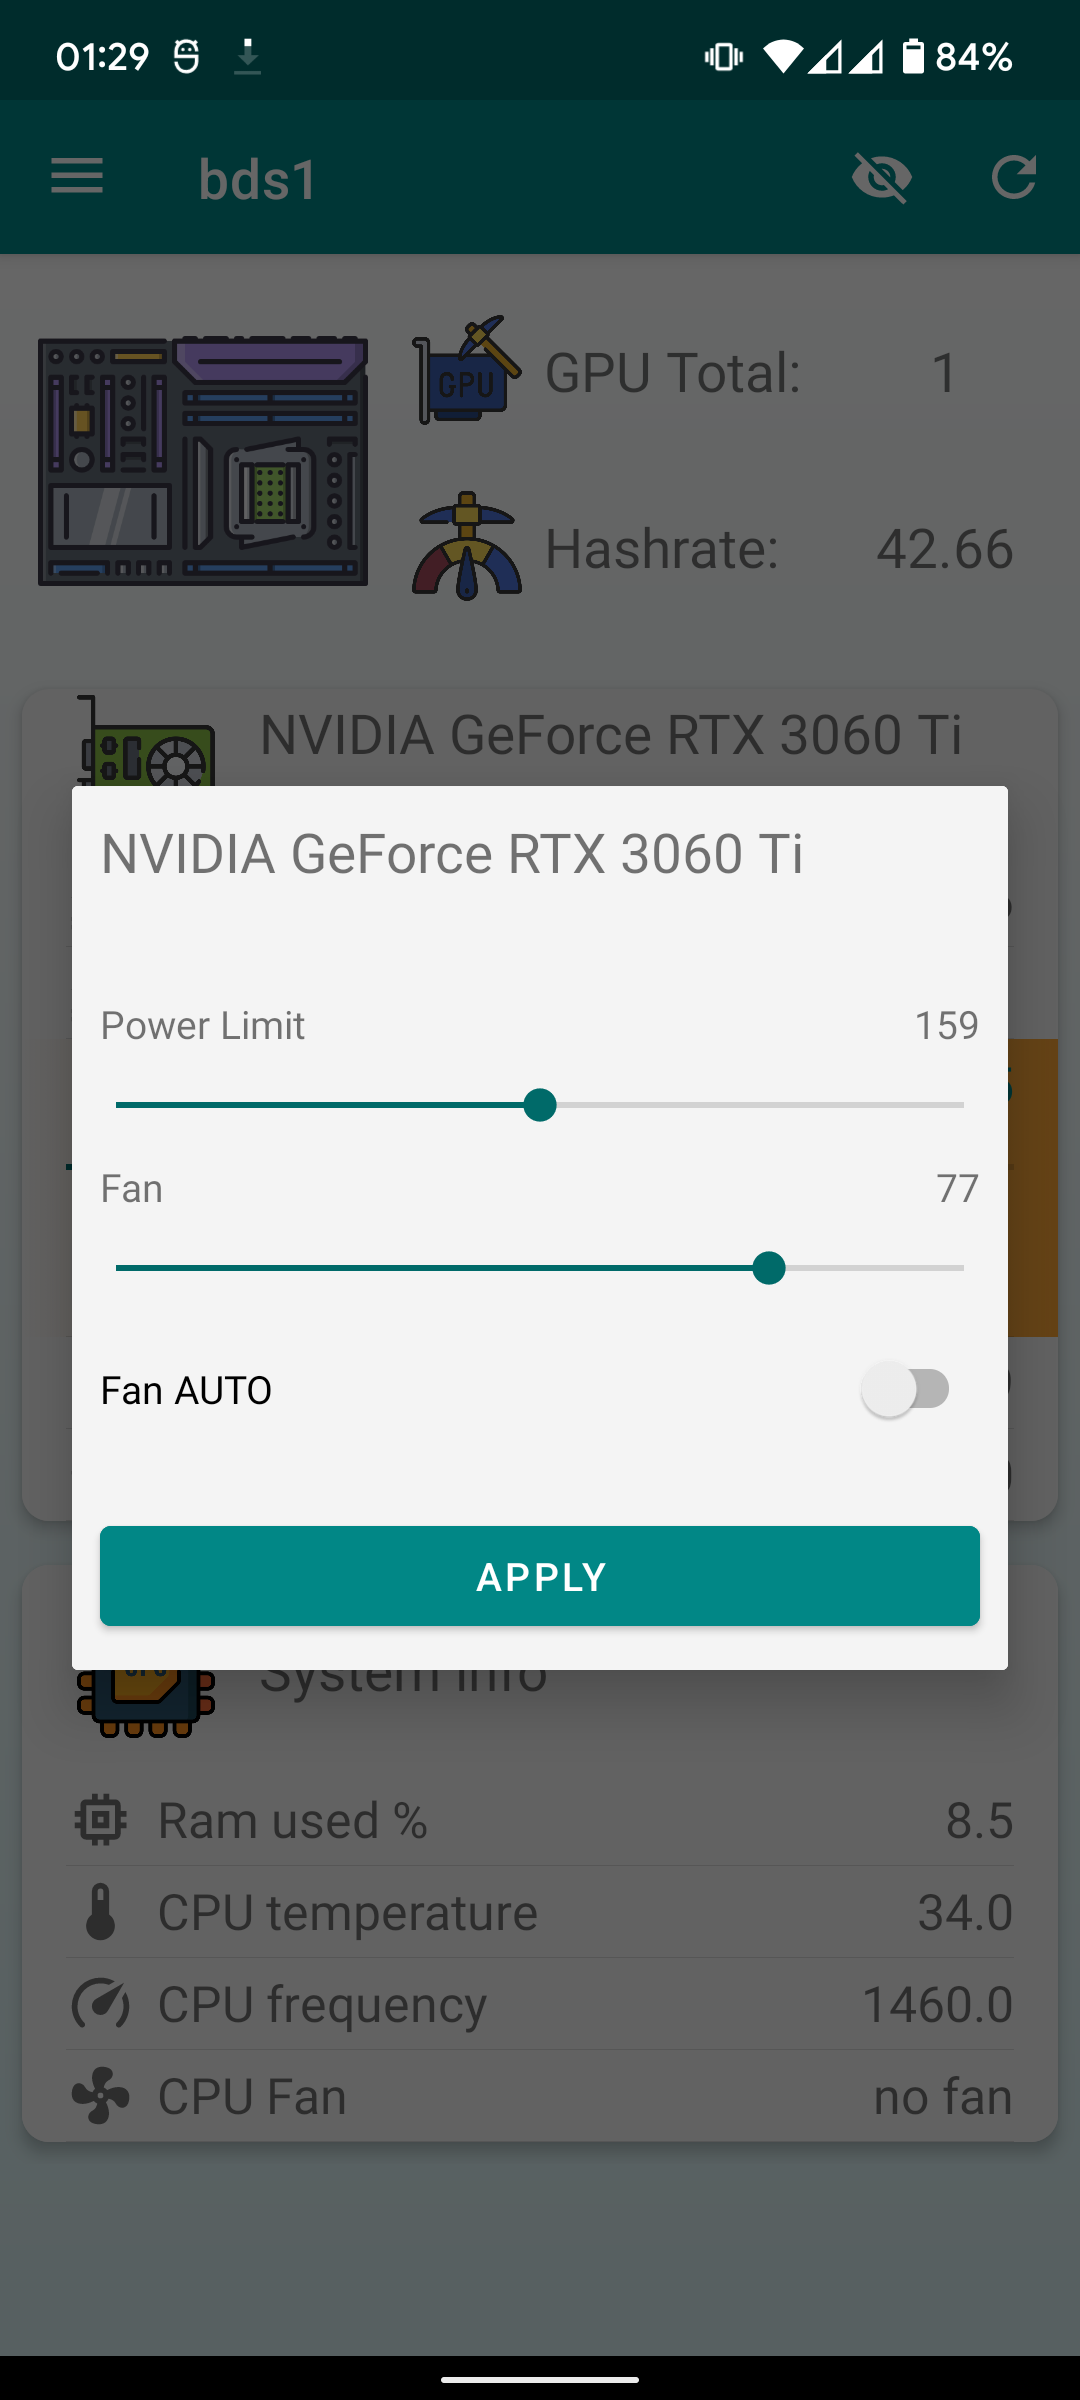 01:29
84%
bds1
GPU
GPU Total: 1
Hashrate: 42.66
NVIDIA GeForce RTX 3060 Ti
NVIDIA GeForce RTX 3060 Ti
Power Limit 159
Fan 77
Fan AUTO
APPLY
System info
Ram used % 8.5
CPU temperature 34.0
CPU frequency 1460.0
CPU Fan no fan